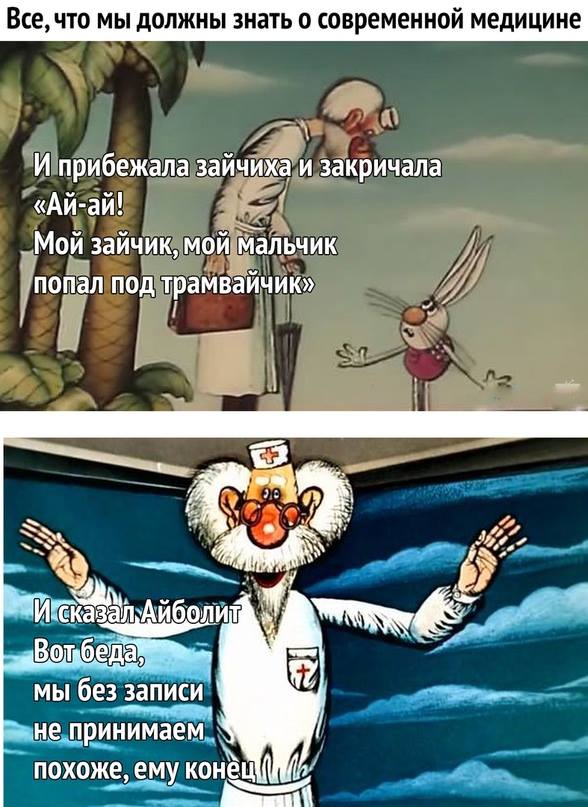 Все, что мы должны знать о современной медицине
И прибежала зайчиха и закричала
«Ай-ай!
Мой зайчик, мой мальчик
попал под трамвайчик»
И сказал Айболит
Вот беда,
мы без записи
не принимаем
похоже, ему конец